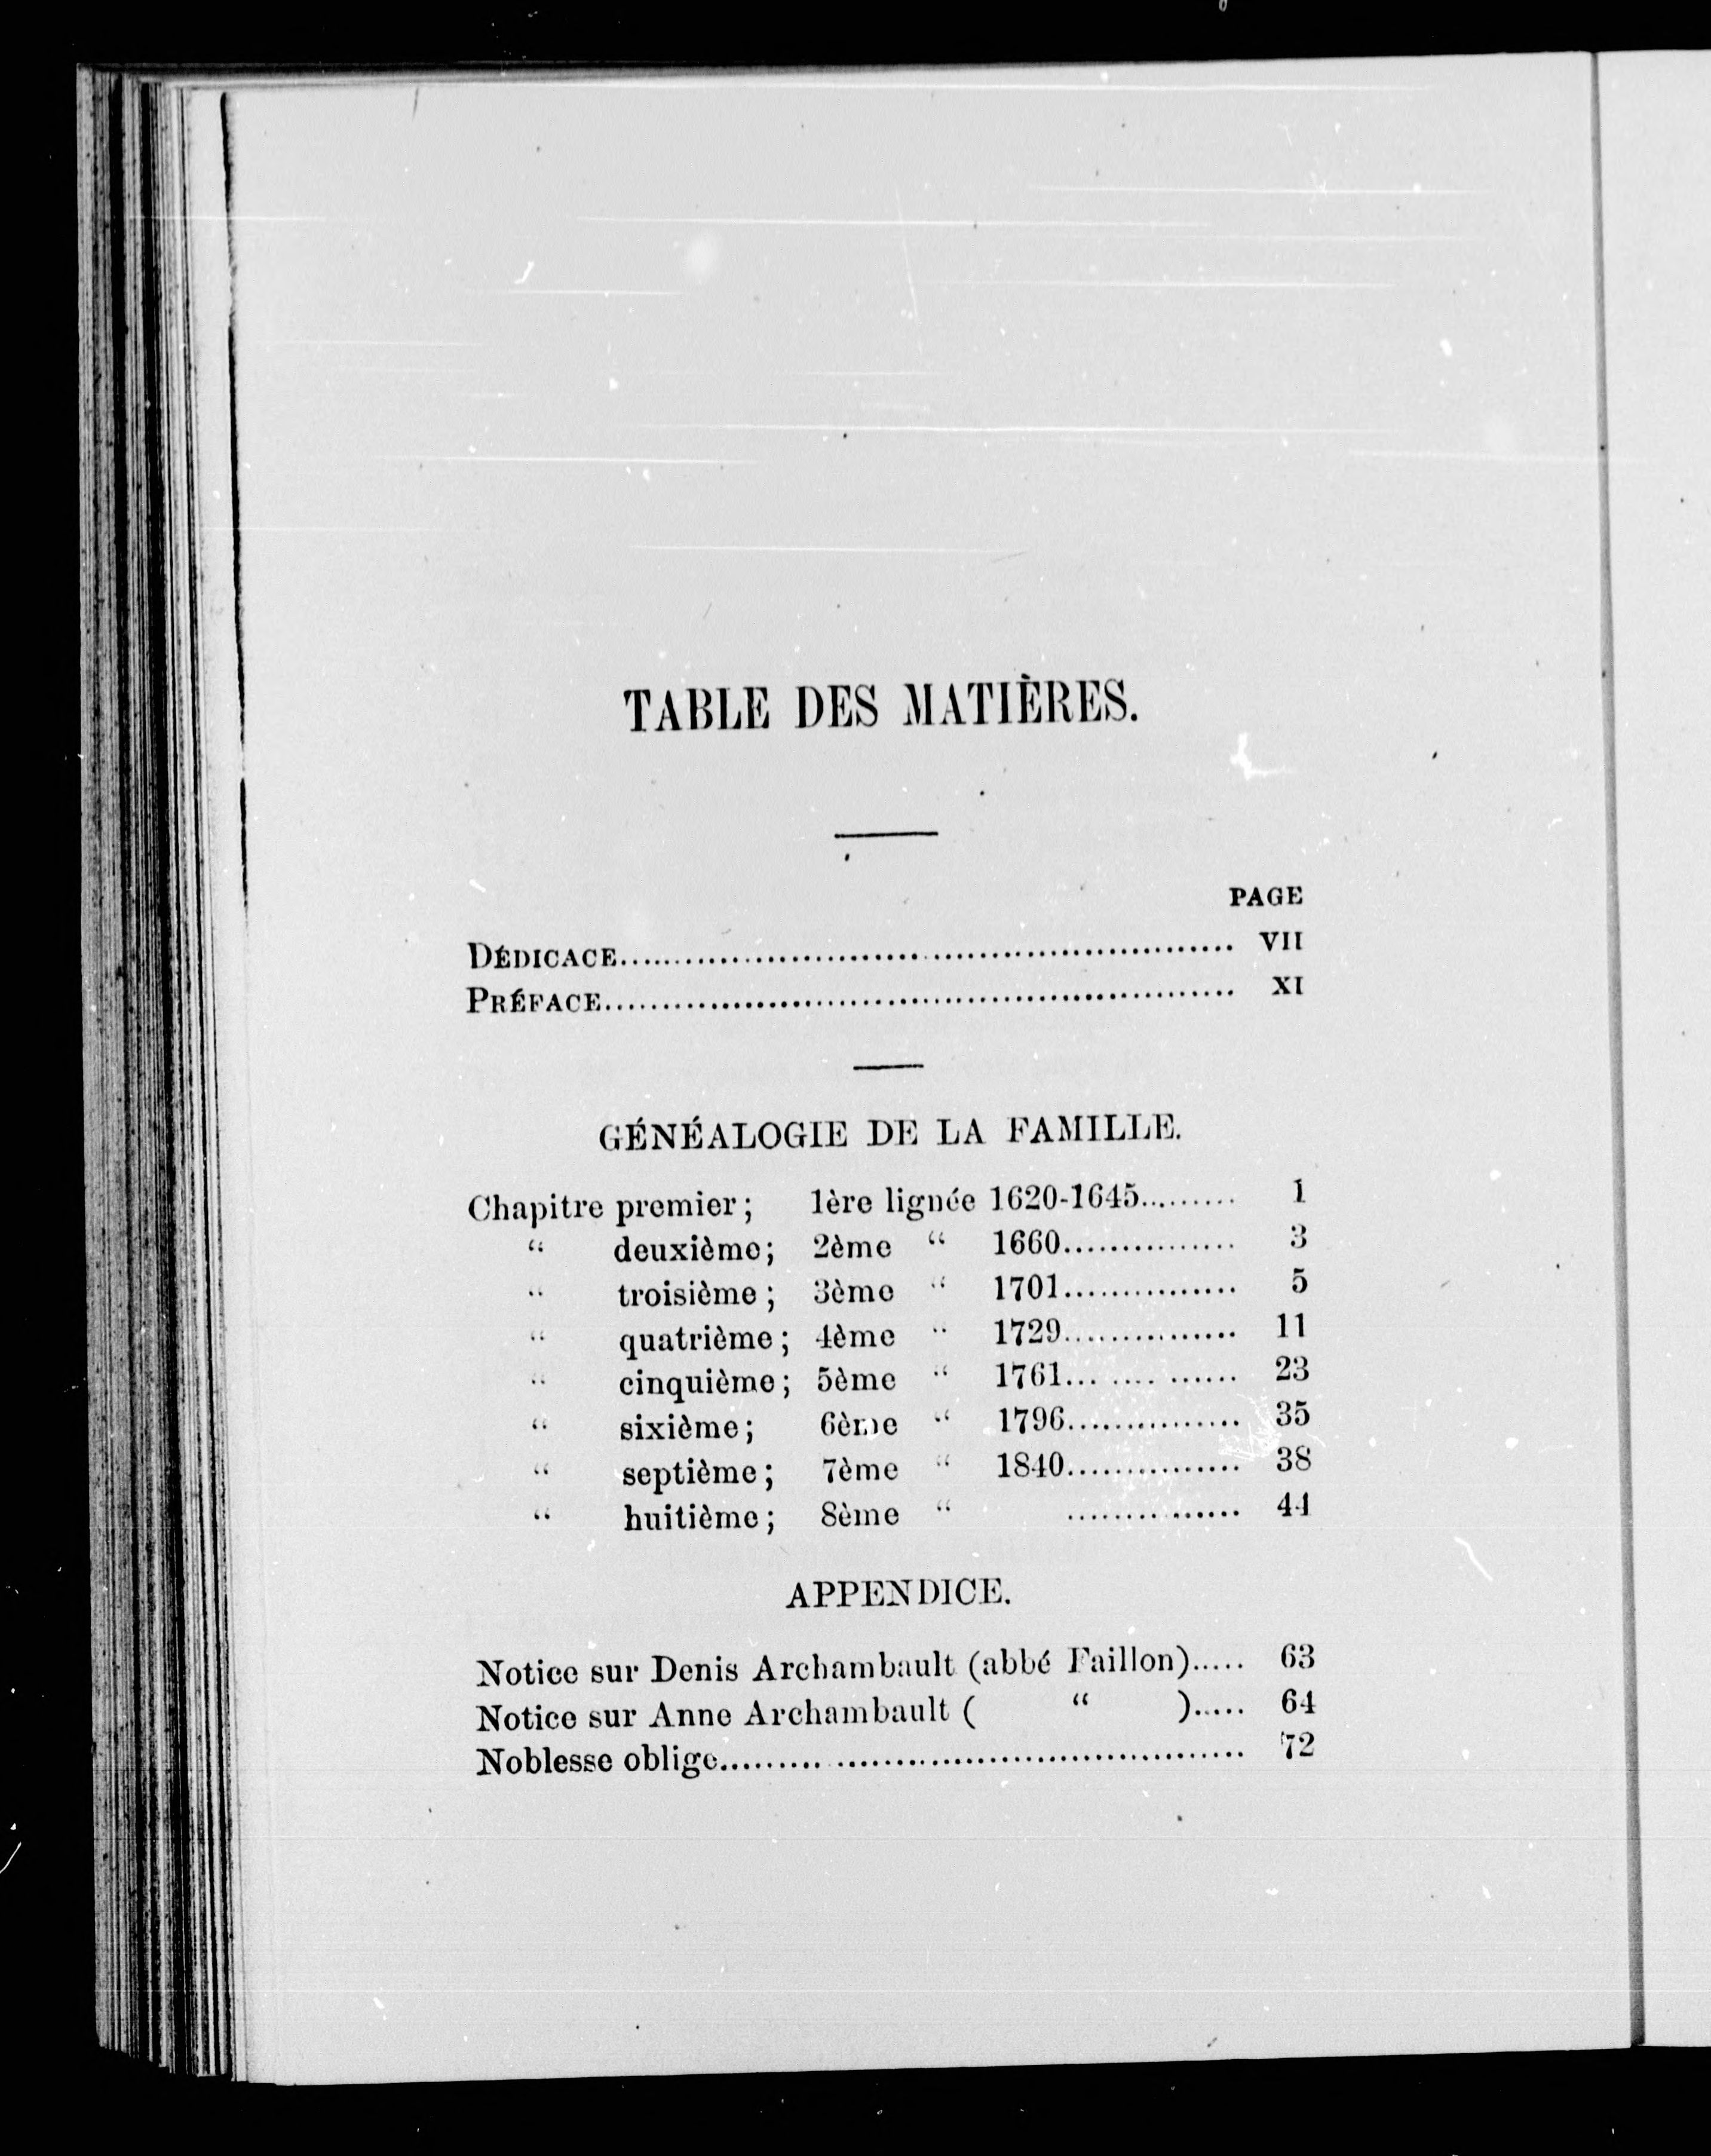 TABLE DES MATIÈRES.
PAGE
DÉDICACE........................................................ VII
PRÉFACE......................................................... XI
GÉNÉALOGIE DE LA FAMILLE.
Chapitre premier; 1ère lignée 1620-1645......... 1
“ deuxième; 2ème “ 1660............... 3
“ troisième; 3ème “ 1701............... 5
“ quatrième; 4ème “ 1729............... 11
“ cinquième; 5ème “ 1761............... 23
“ sixième; 6ème “ 1796............... 35
“ septième; 7ème “ 1840............... 38
“ huitième; 8ème “ ............... 44
APPENDICE.
Notice sur Denis Archambault (abbé Faillon)..... 63
Notice sur Anne Archambault ( “ )..... 64
Noblesse oblige............................................... 72